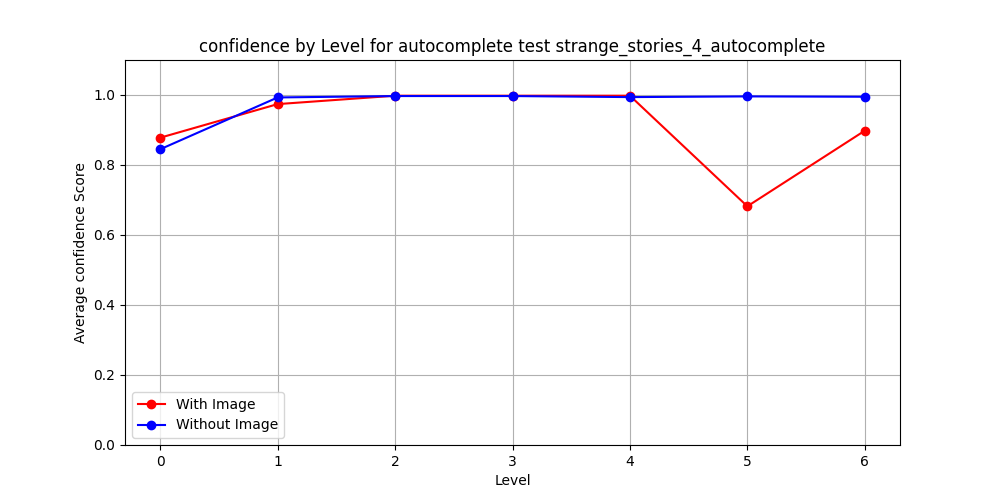 confidence by Level for autocomplete test strange_stories_4_autocomplete
Average confidence Score
1.0
0.8
0.6
0.4
0.2
0.0
With Image
Without Image
0 1 2 3 4 5 6
Level